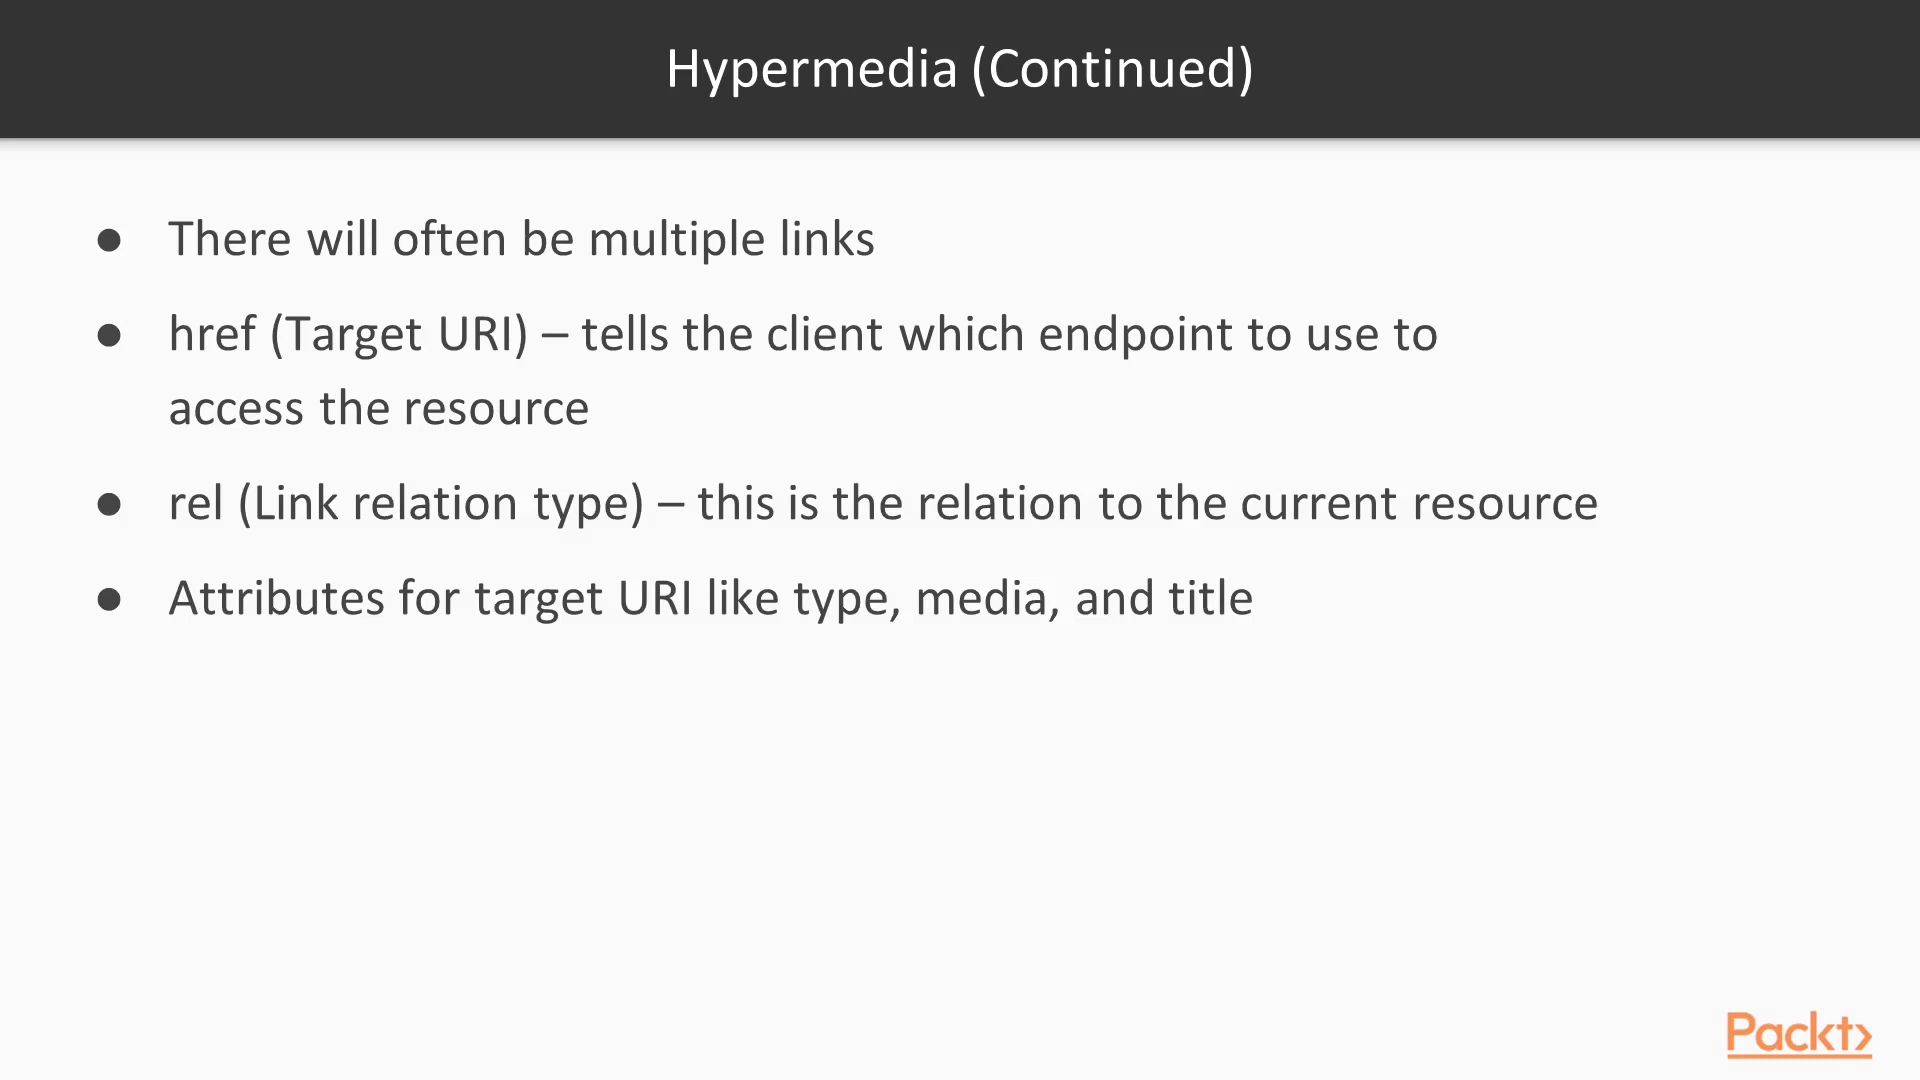 Hypermedia (Continued)
● There will often be multiple links
● href (Target URI) – tells the client which endpoint to use to
access the resource
● rel (Link relation type) – this is the relation to the current resource
● Attributes for target URI like type, media, and title
Packt>